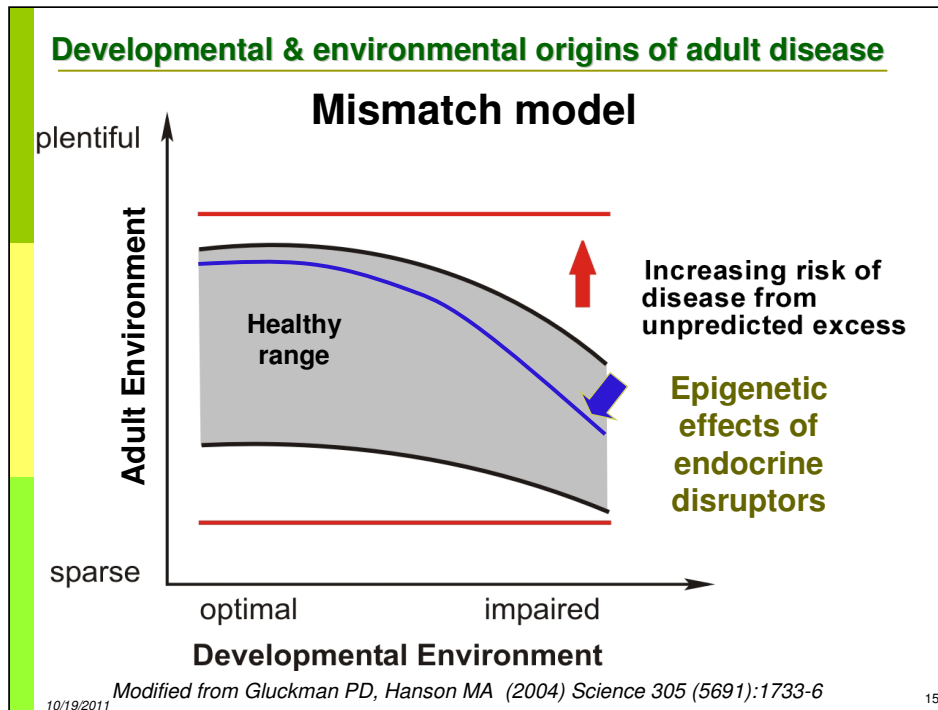 Developmental & environmental origins of adult disease
Mismatch model
plentiful
Adult Environment
Healthy
range
Increasing risk of
disease from
unpredicted excess
Epigenetic
effects of
endocrine
disruptors
sparse
optimal
impaired
Developmental Environment
Modified from Gluckman PD, Hanson MA (2004) Science 305 (5691):1733-6
10/19/2011
15